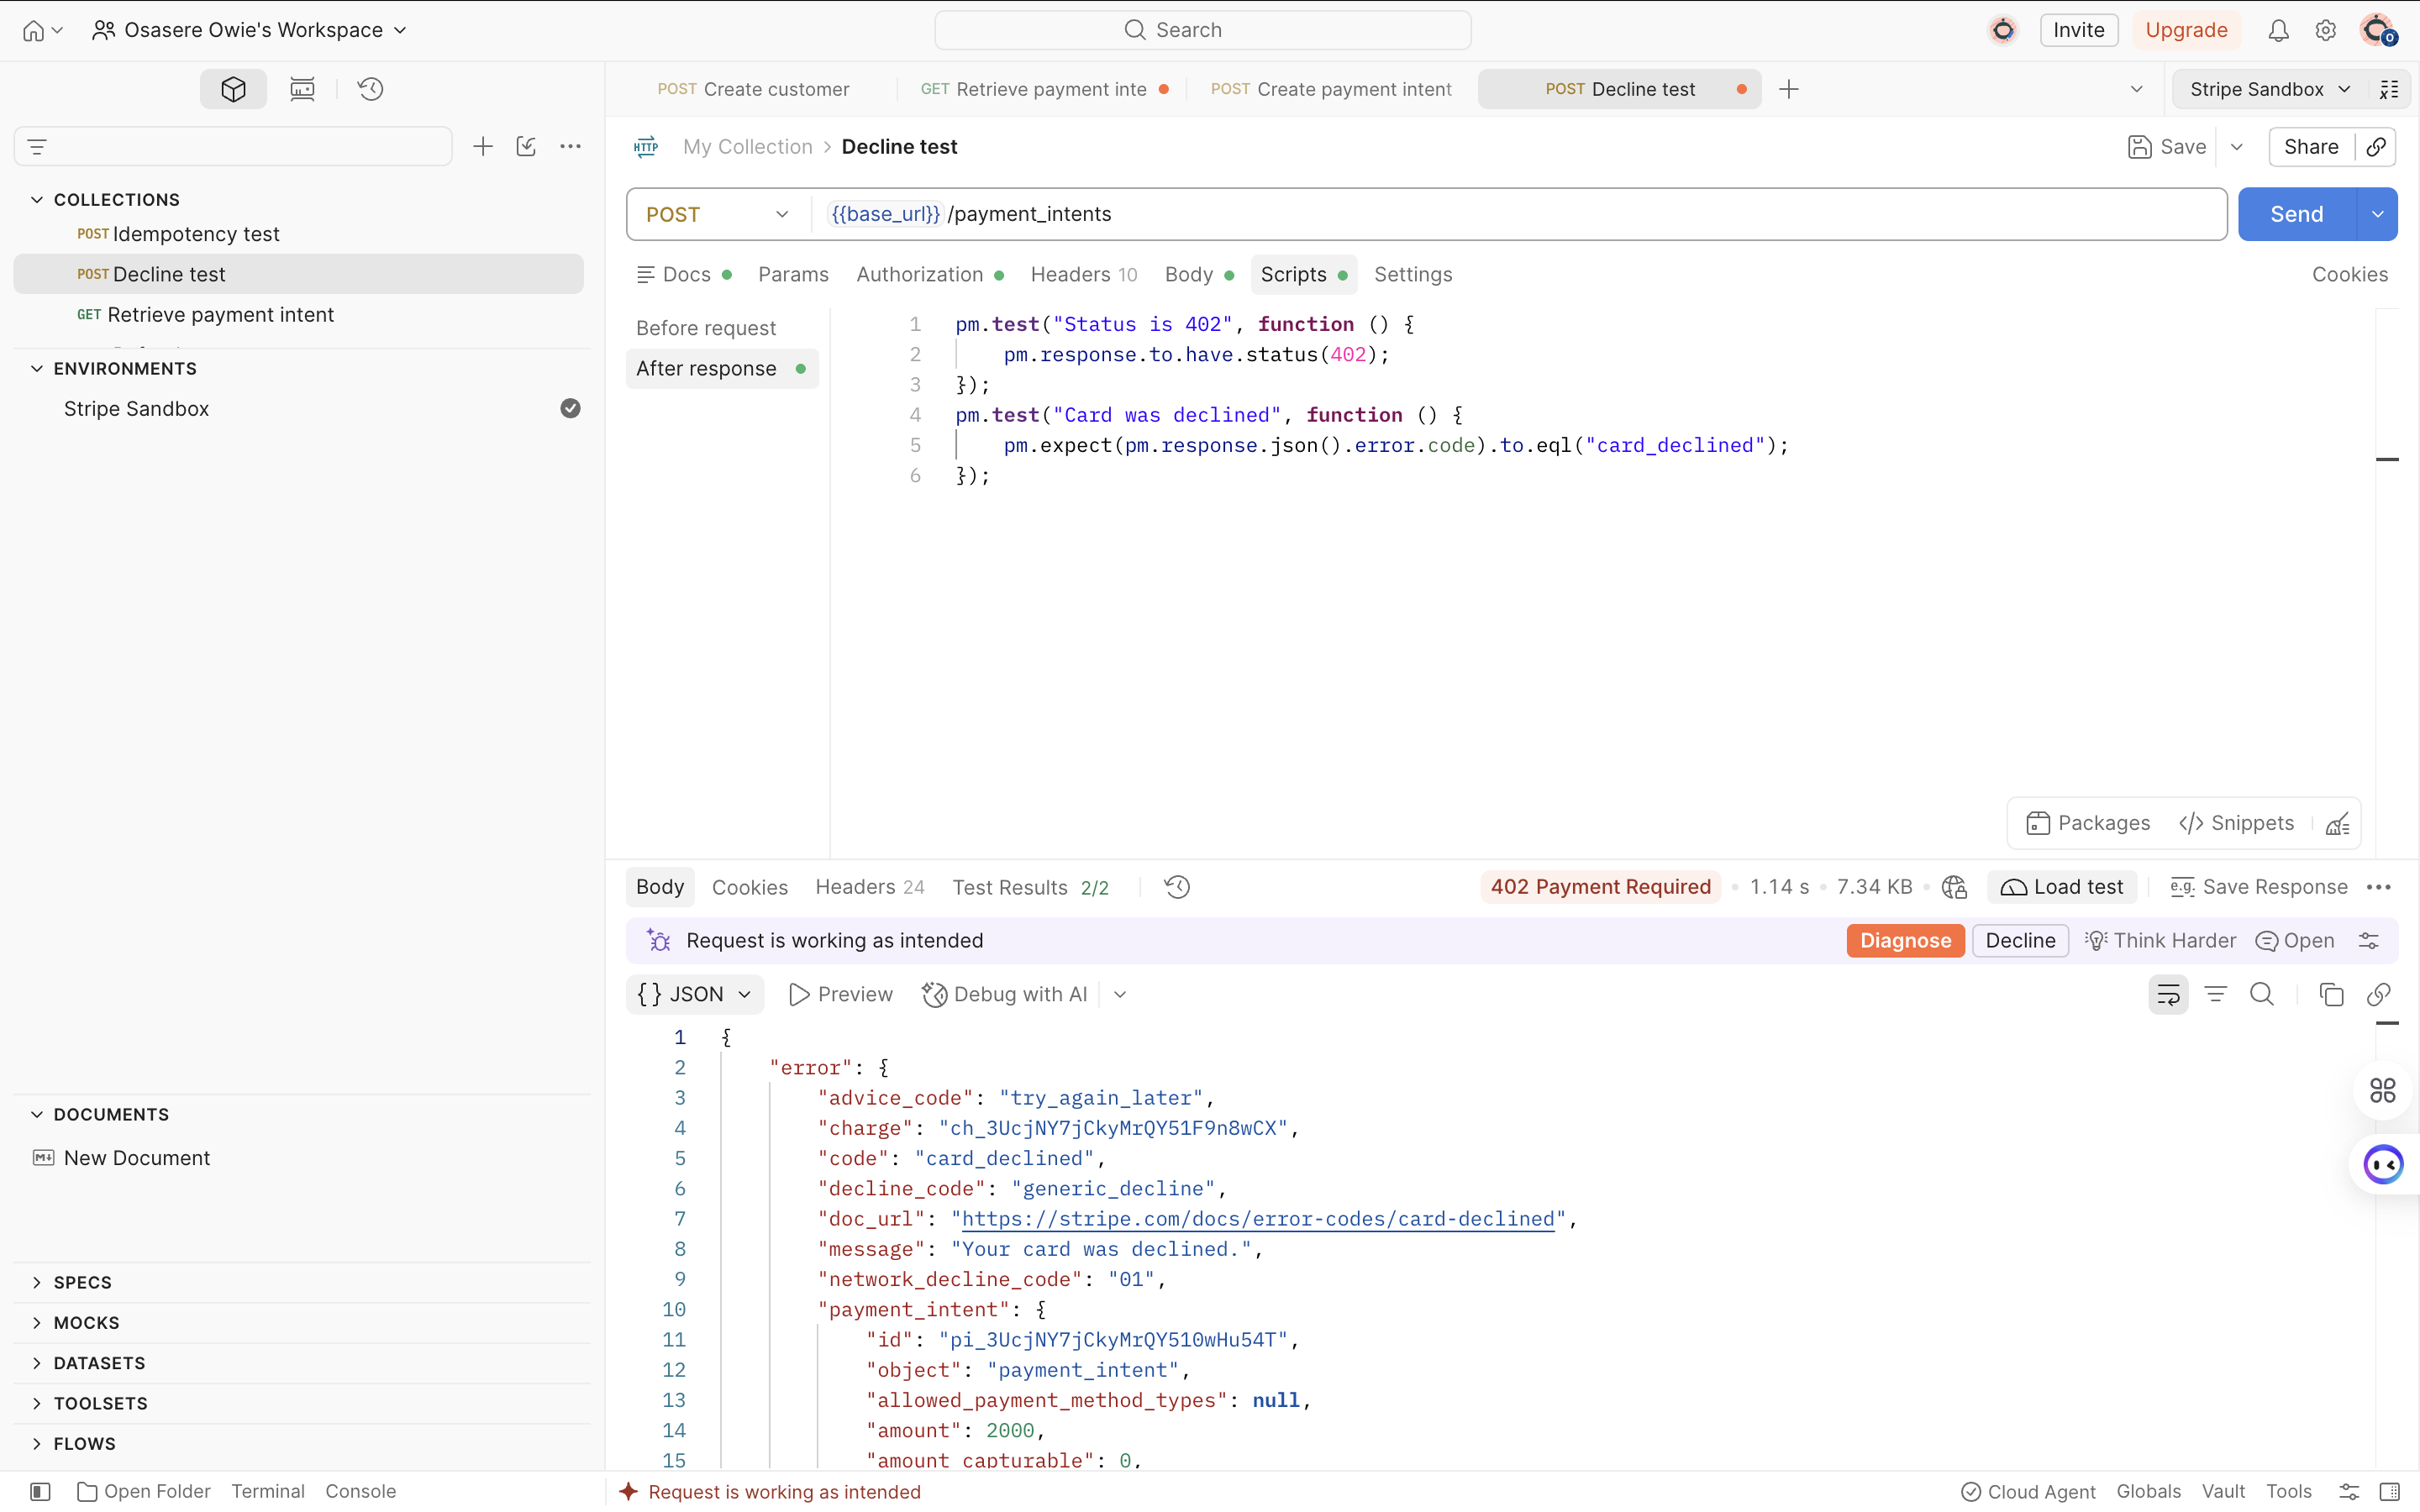 Osasere Owie's Workspace
Search
Invite
Upgrade
POST Create customer
GET Retrieve payment inte
POST Create payment intent
POST Decline test
Stripe Sandbox
COLLECTIONS
POST Idempotency test
POST Decline test
GET Retrieve payment intent
ENVIRONMENTS
Stripe Sandbox
DOCUMENTS
New Document
SPECS
MOCKS
DATASETS
TOOLSETS
FLOWS
HTTP My Collection > Decline test
Save
Share
POST
{{base_url}}/payment_intents
Send
Docs Params Authorization Headers 10 Body Scripts Settings
Cookies
Before request
After response
1 pm.test("Status is 402", function () {
2 pm.response.to.have.status(402);
3 });
4 pm.test("Card was declined", function () {
5 pm.expect(pm.response.json().error.code).to.eql("card_declined");
6 });
Packages </> Snippets
Body Cookies Headers 24 Test Results 2/2
402 Payment Required • 1.14 s • 7.34 KB • Load test e.g. Save Response
Request is working as intended
Diagnose Decline Think Harder Open
{} JSON Preview Debug with AI
1 {
2 "error": {
3 "advice_code": "try_again_later",
4 "charge": "ch_3UcjNY7jCkyMrQY51F9n8wCX",
5 "code": "card_declined",
6 "decline_code": "generic_decline",
7 "doc_url": "https://stripe.com/docs/error-codes/card-declined",
8 "message": "Your card was declined.",
9 "network_decline_code": "01",
10 "payment_intent": {
11 "id": "pi_3UcjNY7jCkyMrQY510wHu54T",
12 "object": "payment_intent",
13 "allowed_payment_method_types": null,
14 "amount": 2000,
15 "amount_capturable": 0,
Open Folder Terminal Console
Request is working as intended
Cloud Agent Globals Vault Tools